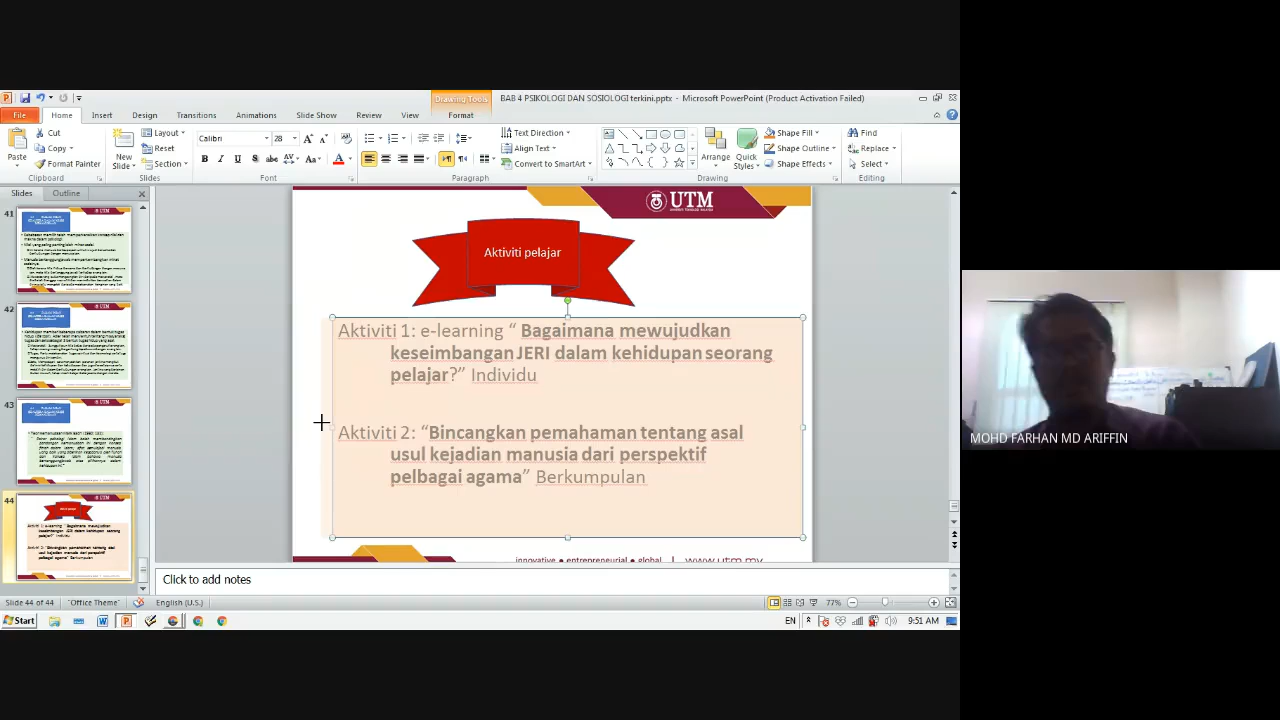 BAB 4 PSIKOLOGI DAN SOSIOLOGI terkini.pptx - Microsoft PowerPoint (Product Activation Failed)
Drawing Tools
File Home Insert Design Transitions Animations Slide Show Review View Format
Cut
Copy
Format Painter
Paste
Clipboard
New Slide
Layout
Reset
Section
Slides
Calibri 28
Font
Text Direction
Align Text
Convert to SmartArt
Paragraph
Arrange
Quick Styles
Shape Fill
Shape Outline
Shape Effects
Drawing
Find
Replace
Select
Editing
Slides Outline
41
42
43
44
UTM
Aktiviti pelajar
Aktiviti 1: e-learning “ Bagaimana mewujudkan
keseimbangan JERI dalam kehidupan seorang
pelajar?” Individu
Aktiviti 2: “Bincangkan pemahaman tentang asal
usul kejadian manusia dari perspektif
pelbagai agama” Berkumpulan
innovative ● entrepreneurial ● global | www.utm.my
Click to add notes
Slide 44 of 44 "Office Theme" English (U.S.) 77%
Start EN 9:51 AM
MOHD FARHAN MD ARIFFIN